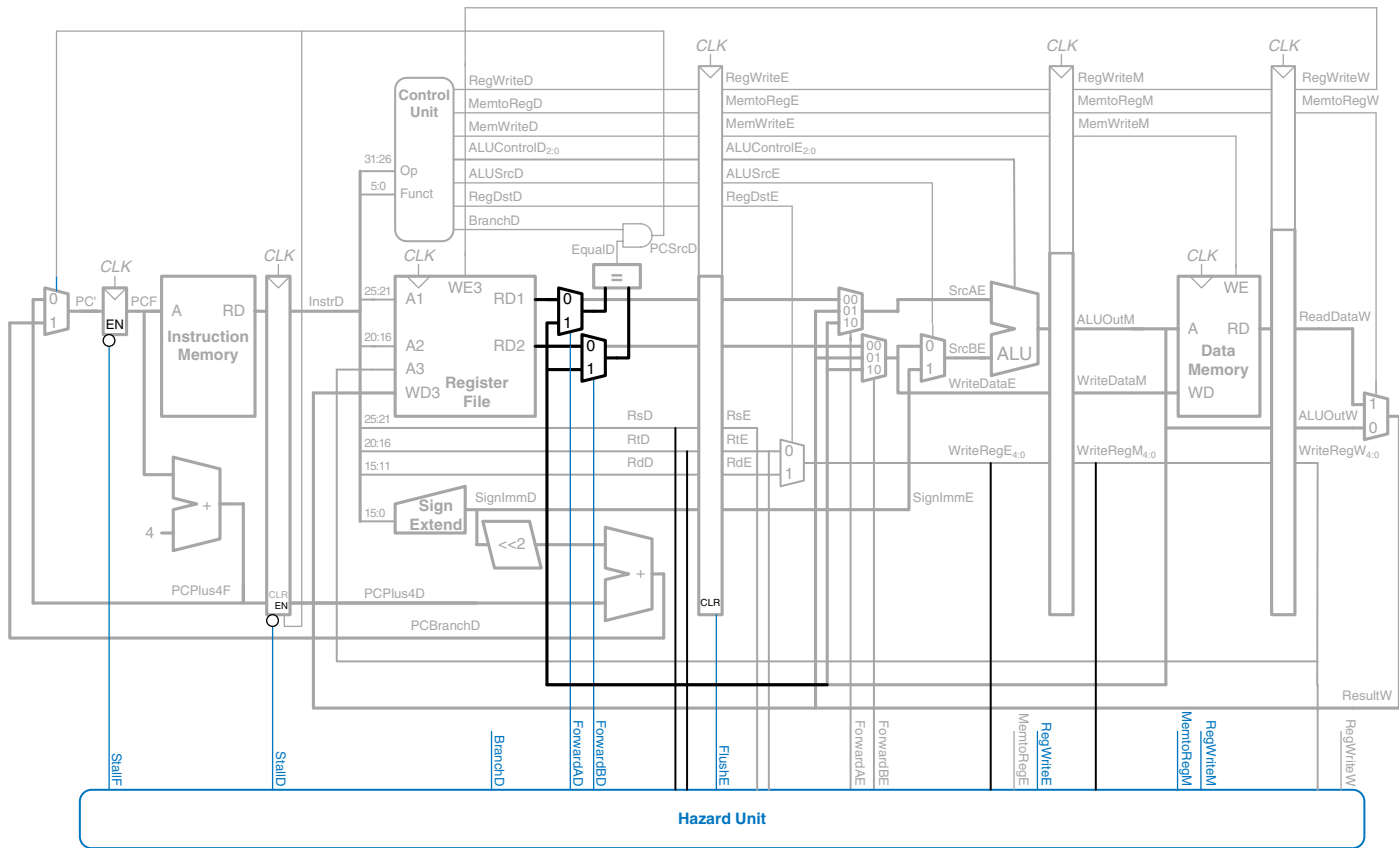 CLK CLK CLK
RegWriteD RegWriteE RegWriteM RegWriteW
Control Unit
MemtoRegD MemtoRegE MemtoRegM MemtoRegW
MemWriteD MemWriteE MemWriteM
ALUControlD2:0 ALUControlE2:0
31:26 Op ALUSrcD ALUSrcE
5:0 Funct RegDstD RegDstE
BranchD
EqualD PCSrcD
CLK CLK CLK CLK
0 1 PC' EN PCF
A RD Instruction Memory
InstrD
25:21 A1 WE3 RD1
20:16 A2 RD2
A3
WD3 Register File
=
0 1
0 1
00 01 10
00 01 10
SrcAE
0 1 SrcBE
ALU
ALUOutM
WE A RD Data Memory WD
ReadDataW
WriteDataE WriteDataM
1 0
ALUOutW
25:21 RsD RsE
20:16 RtD RtE
15:11 RdD RdE
0 1
WriteRegE4:0 WriteRegM4:0 WriteRegW4:0
15:0 Sign Extend SignImmD SignImmE
<<2
+
4
+
PCPlus4F CLR EN PCPlus4D CLR
PCBranchD
ResultW
StallF
StallD
BranchD
ForwardAD
ForwardBD
FlushE
ForwardAE
ForwardBE
MemtoRegE
RegWriteE
MemtoRegM
RegWriteM
RegWriteW
Hazard Unit